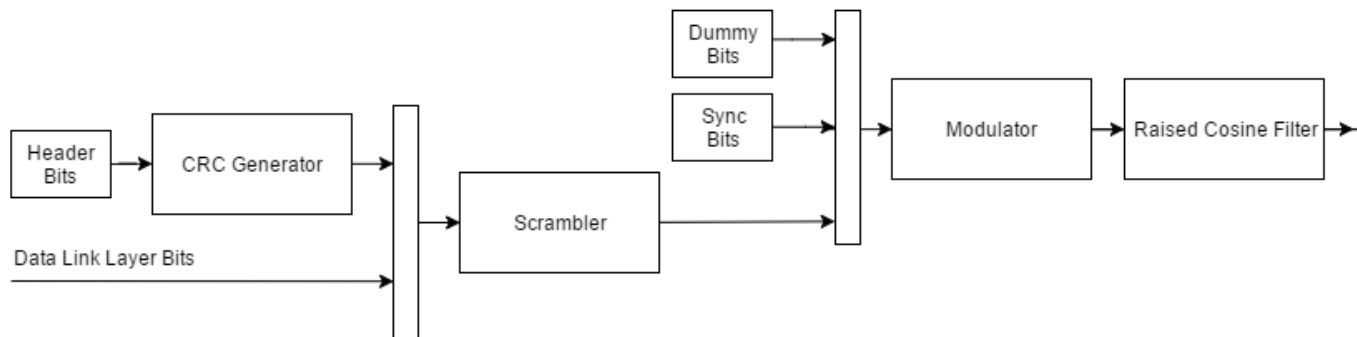 Dummy
Bits
Sync
Bits
Modulator
Raised Cosine Filter
Header
Bits
CRC Generator
Scrambler
Data Link Layer Bits